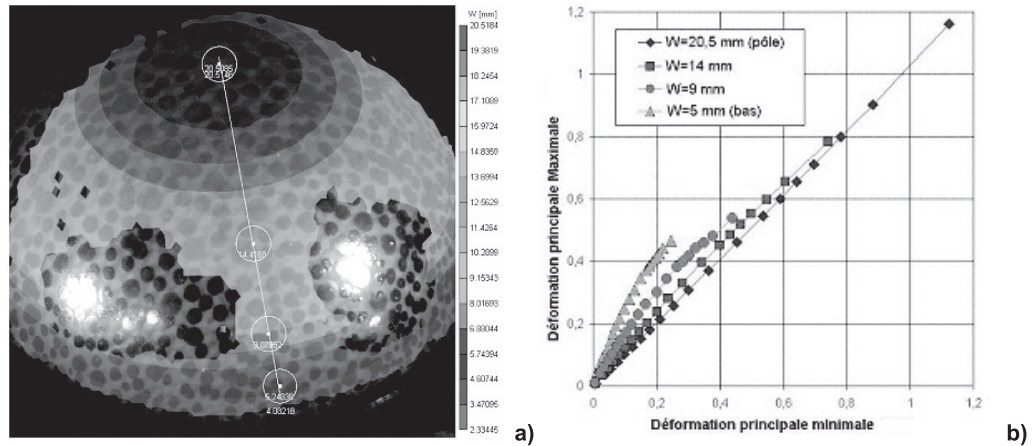 W [mm]
20.5184
19.3819
18.2454
17.1089
15.9724
14.8359
13.6994
12.5629
11.4264
10.2899
9.15343
8.01693
6.88044
5.74394
4.60744
3.47095
2.33445
4.08218
a)
1,2
1
0,8
0,6
0,4
0,2
0
Déformation principale Maximale
W=20,5 mm (pôle)
W=14 mm
W=9 mm
W=5 mm (bas)
0 0,2 0,4 0,6 0,8 1 1,2
Déformation principale minimale
b)